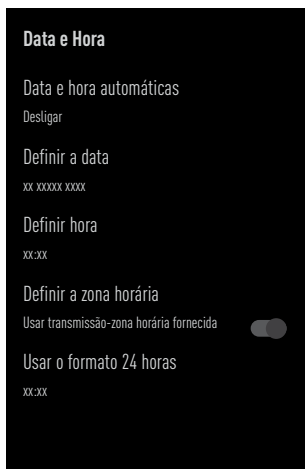 Data e Hora
Data e hora automáticas
Desligar
Definir a data
xx xxxxx xxxx
Definir hora
xx:xx
Definir a zona horária
Usar transmissão-zona horária fornecida
Usar o formato 24 horas
xx:xx